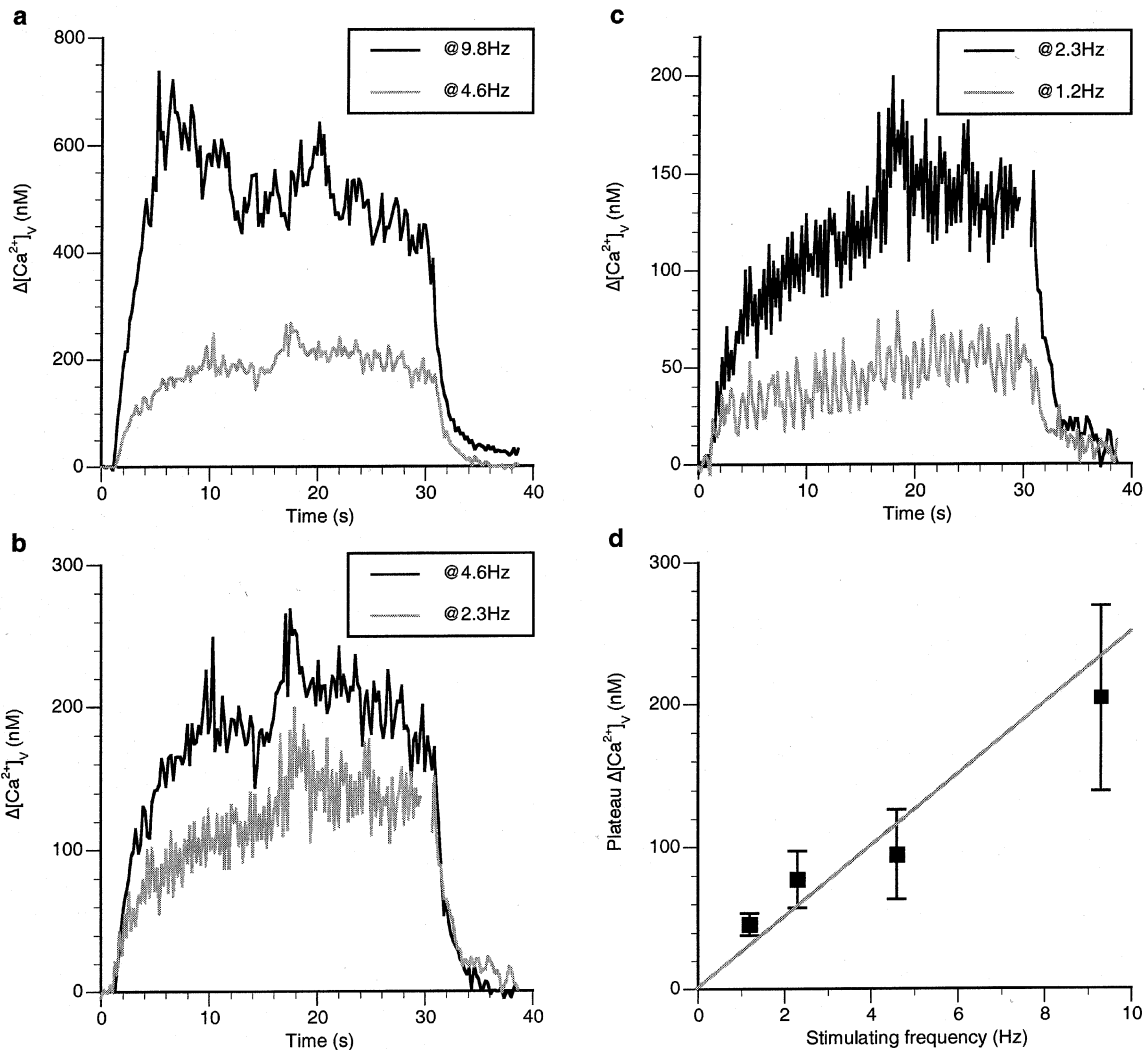 a
800
600
400
200
0
Δ[Ca²⁺]ᵥ (nM)
@9.8Hz
@4.6Hz
0 10 20 30 40
Time (s)
b
300
200
100
0
Δ[Ca²⁺]ᵥ (nM)
@4.6Hz
@2.3Hz
0 10 20 30 40
Time (s)
c
200
150
100
50
0
Δ[Ca²⁺]ᵥ (nM)
@2.3Hz
@1.2Hz
0 10 20 30 40
Time (s)
d
300
200
100
0
Plateau Δ[Ca²⁺]ᵥ (nM)
0 2 4 6 8 10
Stimulating frequency (Hz)